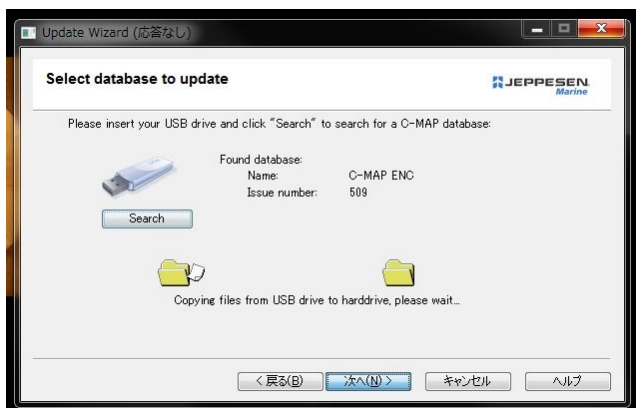 Update Wizard (応答なし)
Select database to update
JEPPESEN.
Marine
Please insert your USB drive and click "Search" to search for a C-MAP database:
Found database:
Name: C-MAP ENC
Issue number: 509
Search
Copying files from USB drive to harddrive, please wait...
< 戻る(B) 次へ(N) > キャンセル ヘルプ